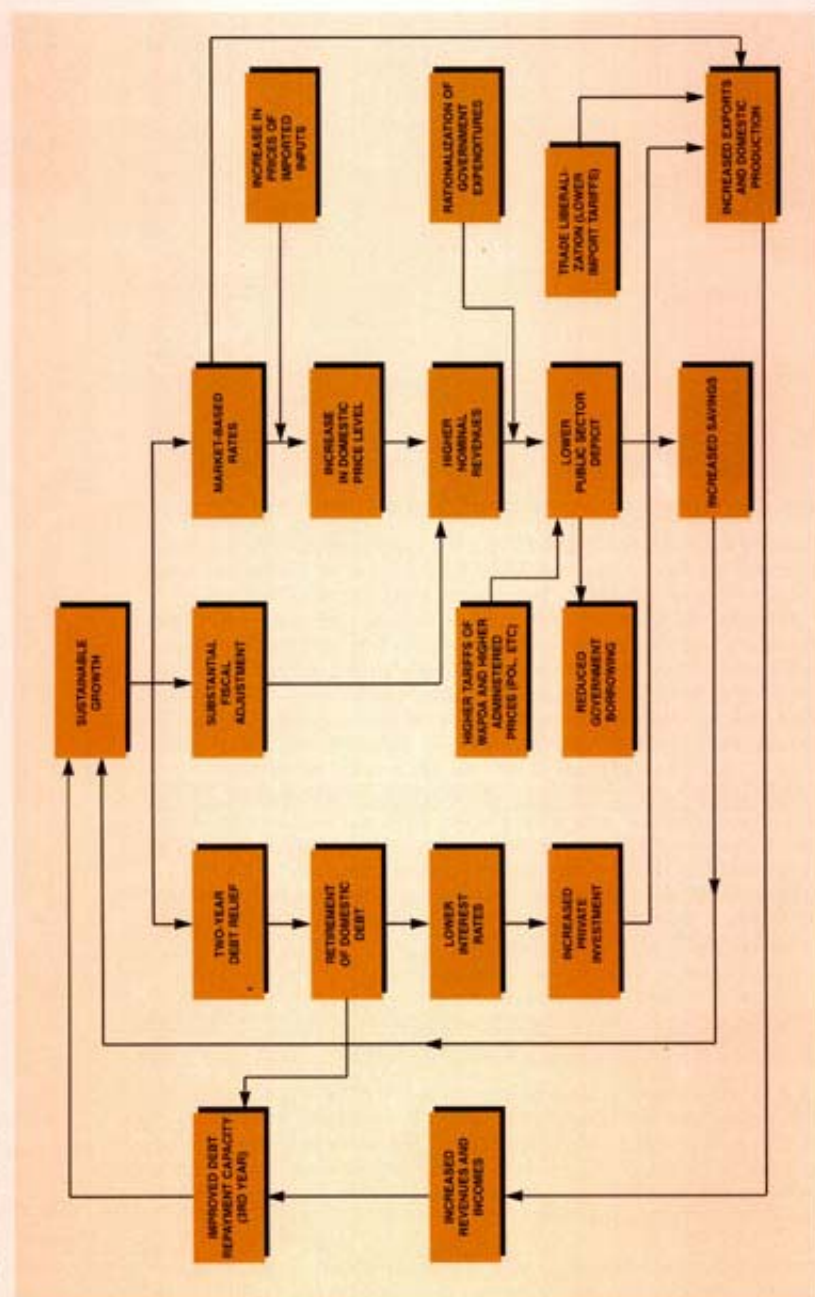 SUSTAINABLE
GROWTH
TWO-YEAR
DEBT RELIEF
SUBSTANTIAL
FISCAL
ADJUSTMENT
MARKET-BASED
RATES
INCREASE IN
PRICES OF
IMPORTED
INPUTS
IMPROVED DEBT
REPAYMENT CAPACITY
(3RD YEAR)
RETIREMENT
OF DOMESTIC
DEBT
INCREASE
IN DOMESTIC
PRICE LEVEL
LOWER
INTEREST
RATES
HIGHER
NOMINAL
REVENUES
RATIONALIZATION OF
GOVERNMENT
EXPENDITURES
INCREASED
REVENUES AND
INCOMES
HIGHER TARIFFS OF
WAPDA AND HIGHER
ADMINISTERED
PRICES (POL, ETC)
INCREASED
PRIVATE
INVESTMENT
REDUCED
GOVERNMENT
BORROWING
LOWER
PUBLIC SECTOR
DEFICIT
TRADE LIBERALI-
ZATION (LOWER
IMPORT TARIFFS)
INCREASED SAVINGS
INCREASED EXPORTS
AND DOMESTIC
PRODUCTION